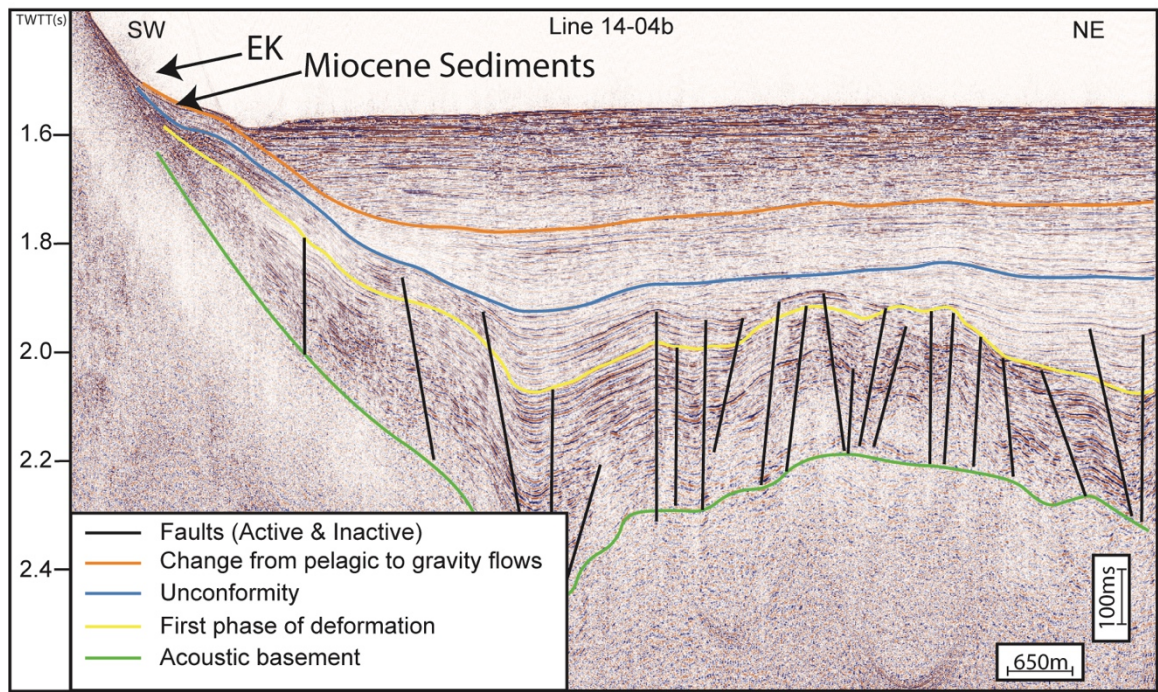 TWTT(s)
SW
Line 14-04b
NE
EK
Miocene Sediments
1.6
1.8
2.0
2.2
2.4
Faults (Active & Inactive)
Change from pelagic to gravity flows
Unconformity
First phase of deformation
Acoustic basement
100ms
650m